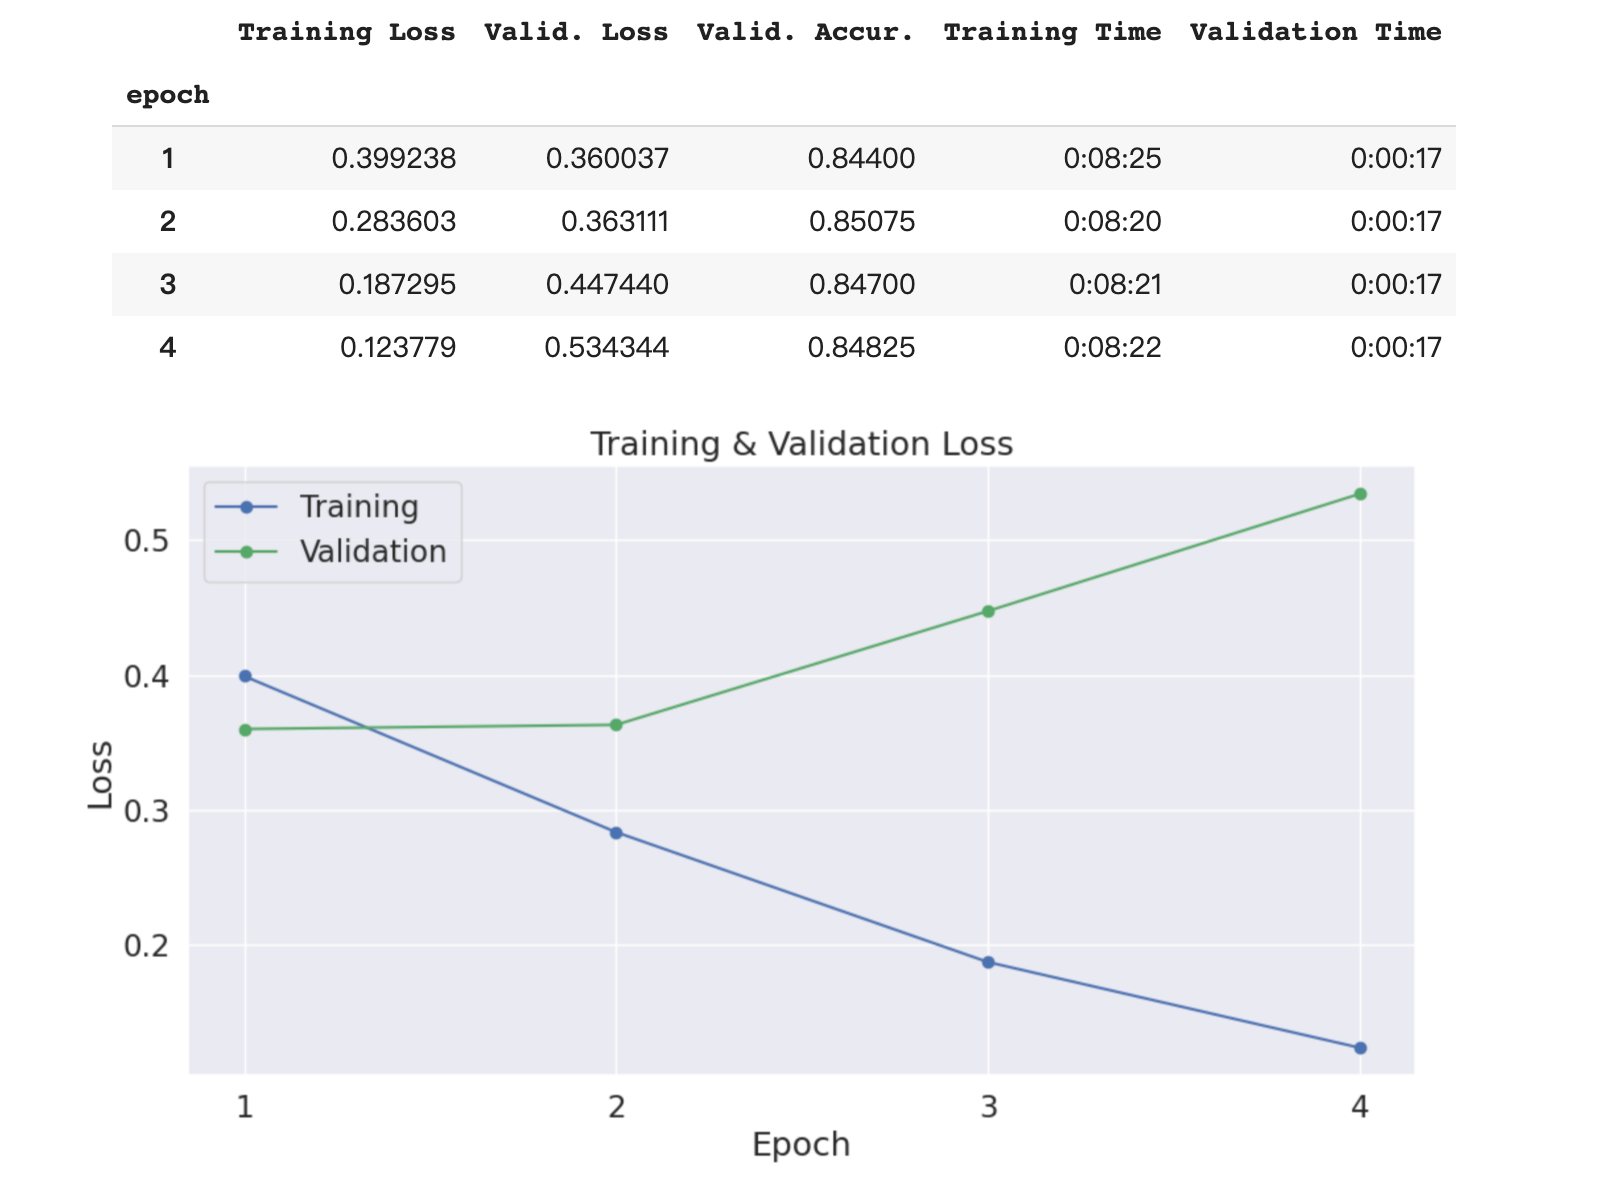 Training Loss Valid. Loss Valid. Accur. Training Time Validation Time
epoch
1 0.399238 0.360037 0.84400 0:08:25 0:00:17
2 0.283603 0.363111 0.85075 0:08:20 0:00:17
3 0.187295 0.447440 0.84700 0:08:21 0:00:17
4 0.123779 0.534344 0.84825 0:08:22 0:00:17
Training & Validation Loss
Training
Validation
0.5
0.4
0.3
0.2
Loss
1 2 3 4
Epoch